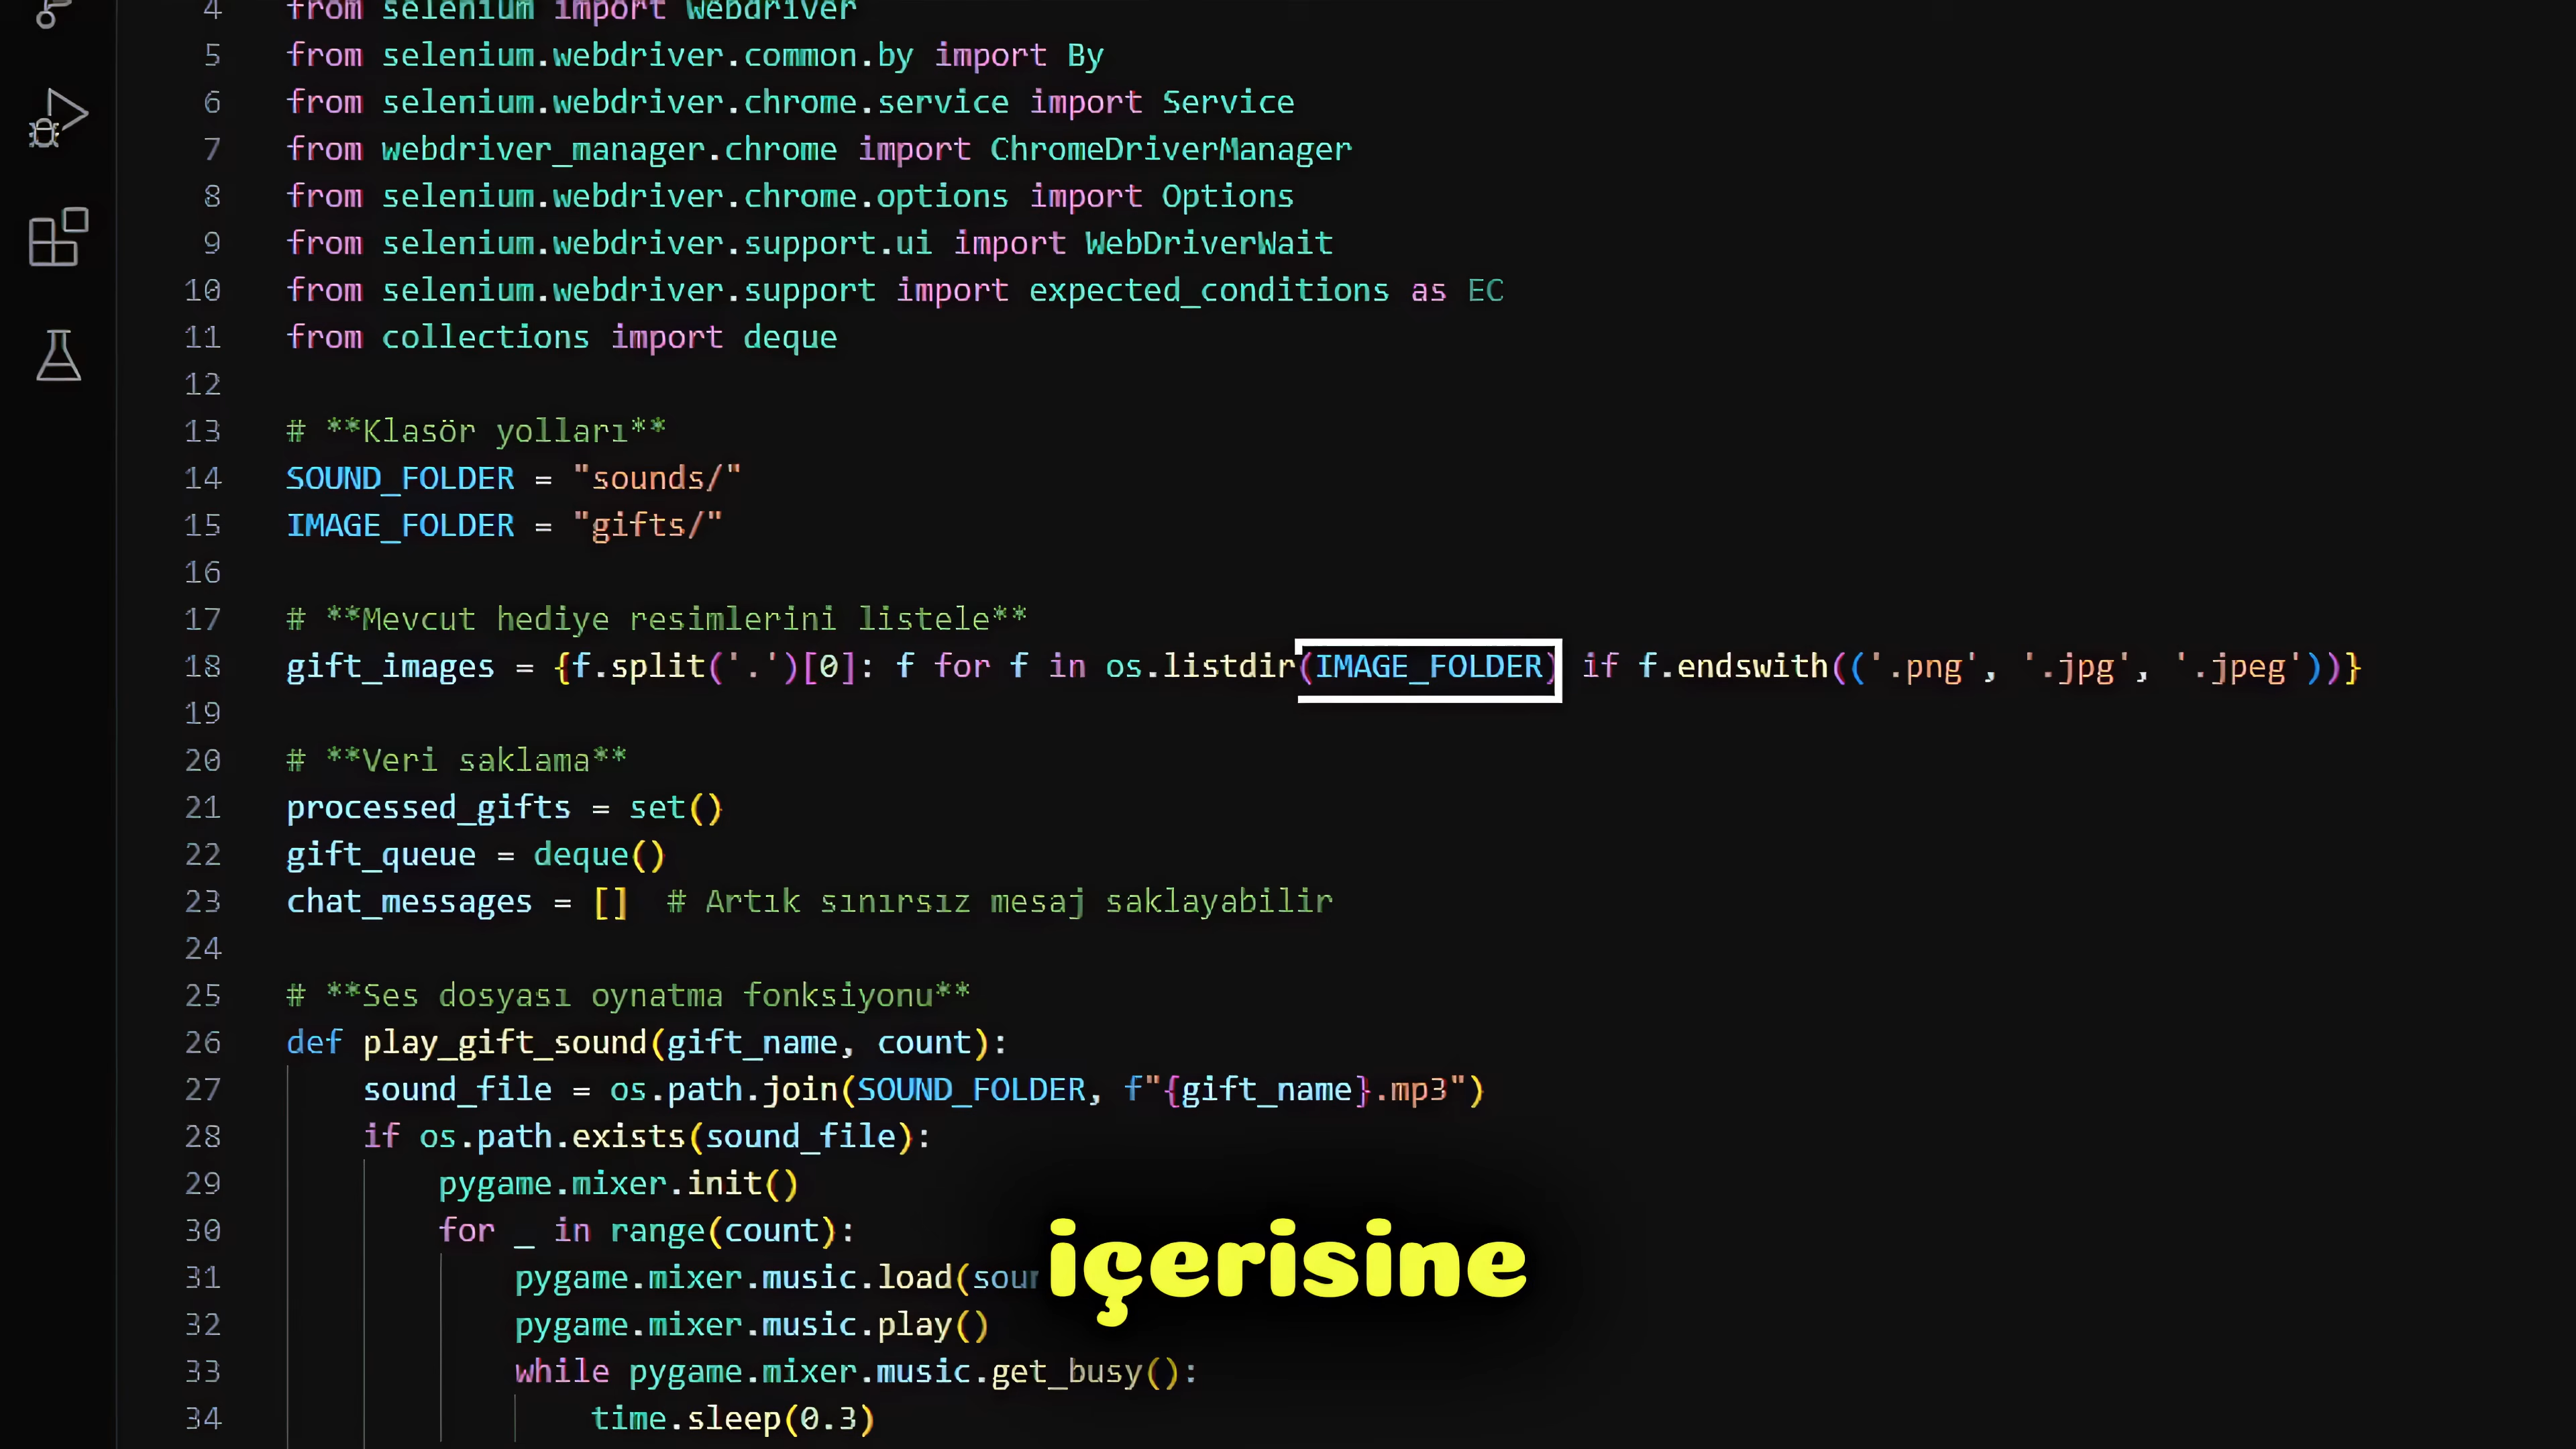 4 from selenium import webdriver
5 from selenium.webdriver.common.by import By
6 from selenium.webdriver.chrome.service import Service
7 from webdriver_manager.chrome import ChromeDriverManager
8 from selenium.webdriver.chrome.options import Options
9 from selenium.webdriver.support.ui import WebDriverWait
10 from selenium.webdriver.support import expected_conditions as EC
11 from collections import deque
12
13 # **Klasör yolları**
14 SOUND_FOLDER = "sounds/"
15 IMAGE_FOLDER = "gifts/"
16
17 # **Mevcut hediye resimlerini listele**
18 gift_images = {f.split('.')[0]: f for f in os.listdir(IMAGE_FOLDER) if f.endswith(('.png', '.jpg', '.jpeg'))}
19
20 # **Veri saklama**
21 processed_gifts = set()
22 gift_queue = deque()
23 chat_messages = []  # Artık sınırsız mesaj saklayabilir
24
25 # **Ses dosyası oynatma fonksiyonu**
26 def play_gift_sound(gift_name, count):
27     sound_file = os.path.join(SOUND_FOLDER, f"{gift_name}.mp3")
28     if os.path.exists(sound_file):
29         pygame.mixer.init()
30         for _ in range(count):
31             pygame.mixer.music.load(soun
içerisine
32             pygame.mixer.music.play()
33             while pygame.mixer.music.get_busy():
34                 time.sleep(0.3)